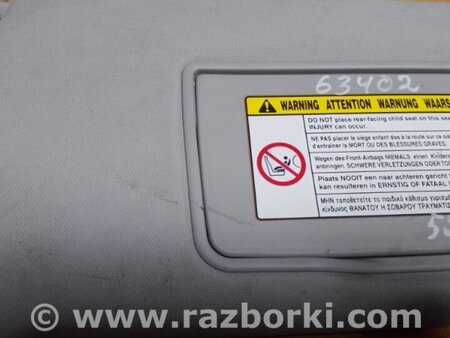 63402
WARNING ATTENTION WARNUNG WAARS
DO NOT place rear-facing child seat on this sea
INJURY can occur.
NE PAS placer le siège enfant dos à la route sur ce siè
d'entraîner la MORT OU DES BLESSURES GRAVES.
Wegen des Front-Airbags NIEMALS einen Kinders
anbringen. SCHWERE VERLETZUNGEN ODER TO
Plaats NOOIT een naar achteren gericht
kan resulteren in ERNSTIG OF FATAAL
ΜΗΝ τοποθετείτε το παιδικό κάθισμα γυρισμέ
κίνδυνος ΘΑΝΑΤΟΥ Η ΣΟΒΑΡΟΥ ΤΡΑΥΜΑΤΙΣ
© — www.razborki.com/